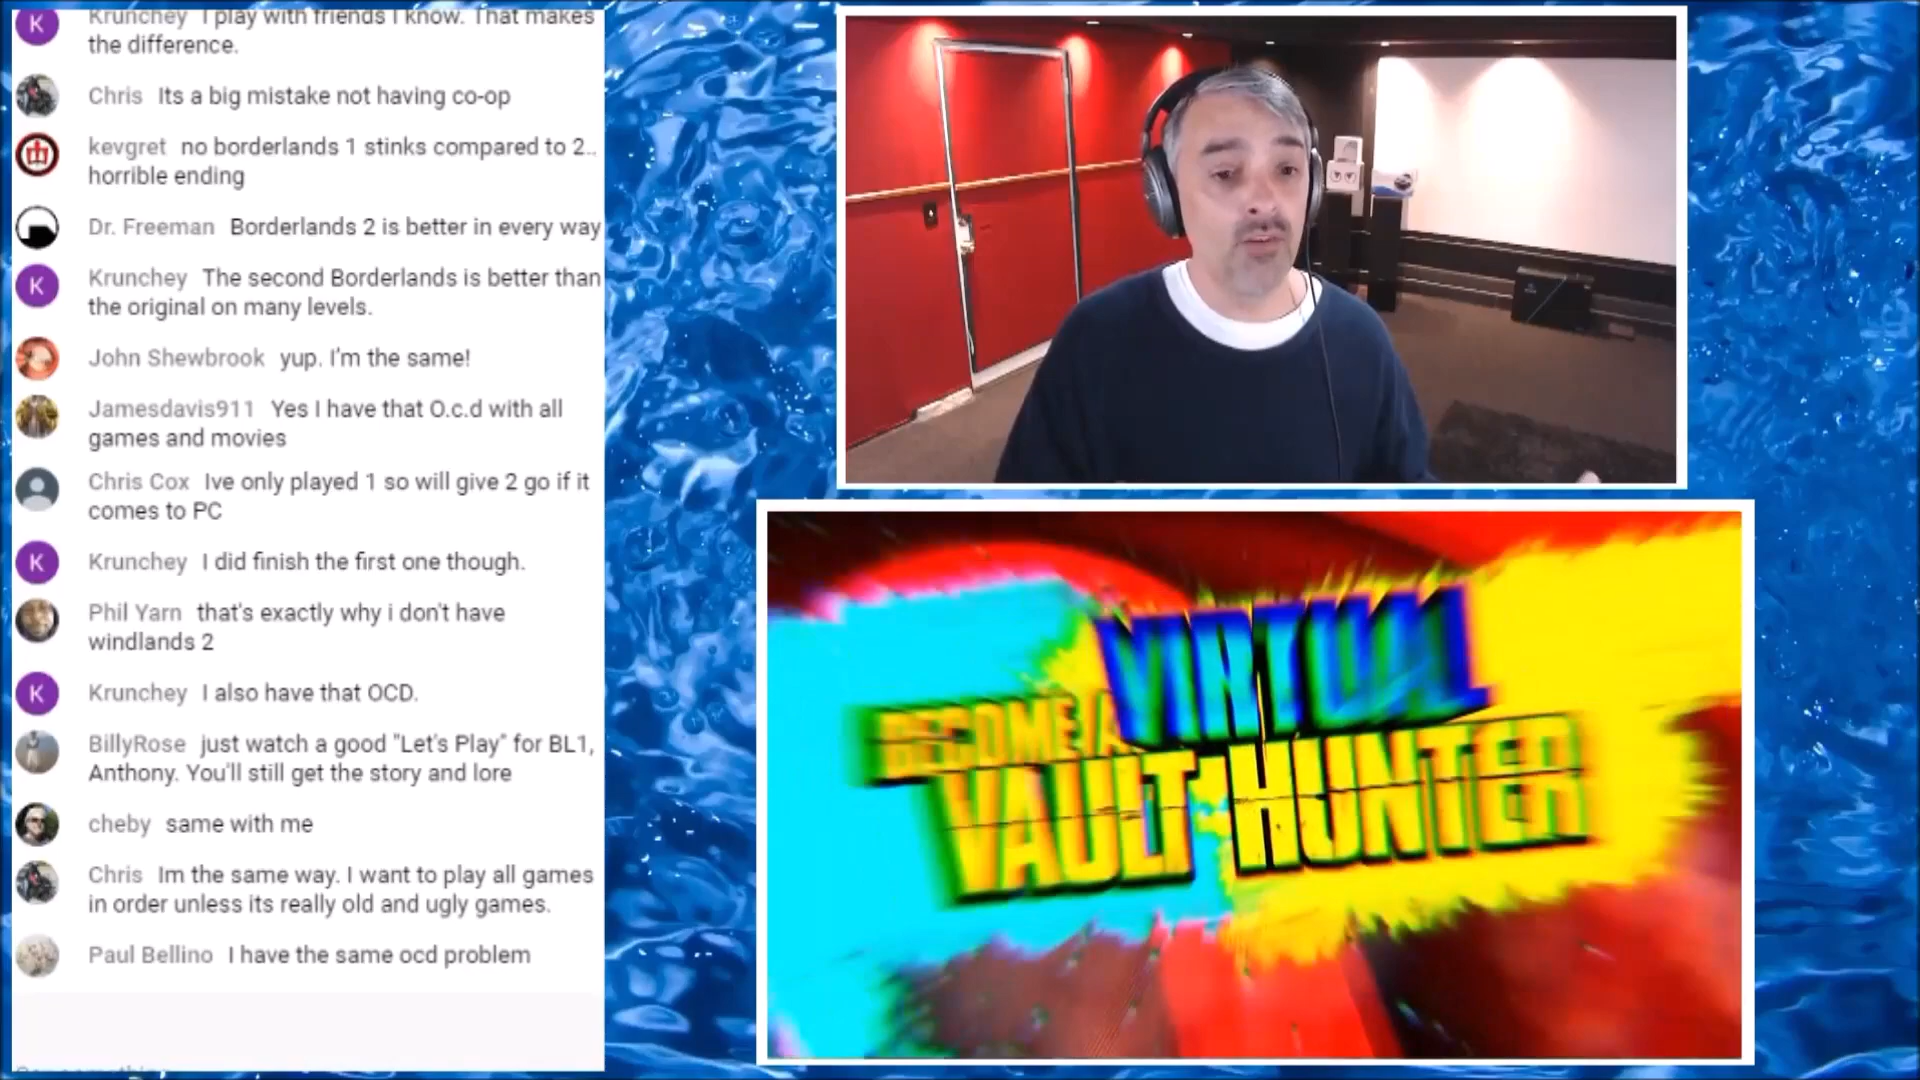 Krunchey I play with friends I know. That makes
the difference.
Chris Its a big mistake not having co-op
kevgret no borderlands 1 stinks compared to 2..
horrible ending
Dr. Freeman Borderlands 2 is better in every way
K Krunchey The second Borderlands is better than
the original on many levels.
John Shewbrook yup. I'm the same!
Jamesdavis911 Yes I have that O.c.d with all
games and movies
Chris Cox Ive only played 1 so will give 2 go if it
comes to PC
K Krunchey I did finish the first one though.
Phil Yarn that's exactly why i don't have
windlands 2
K Krunchey I also have that OCD.
BillyRose just watch a good "Let's Play" for BL1,
Anthony. You'll still get the story and lore
cheby same with me
Chris Im the same way. I want to play all games
in order unless its really old and ugly games.
Paul Bellino I have the same ocd problem
BECOME A VIRTUAL
VAULT HUNTER